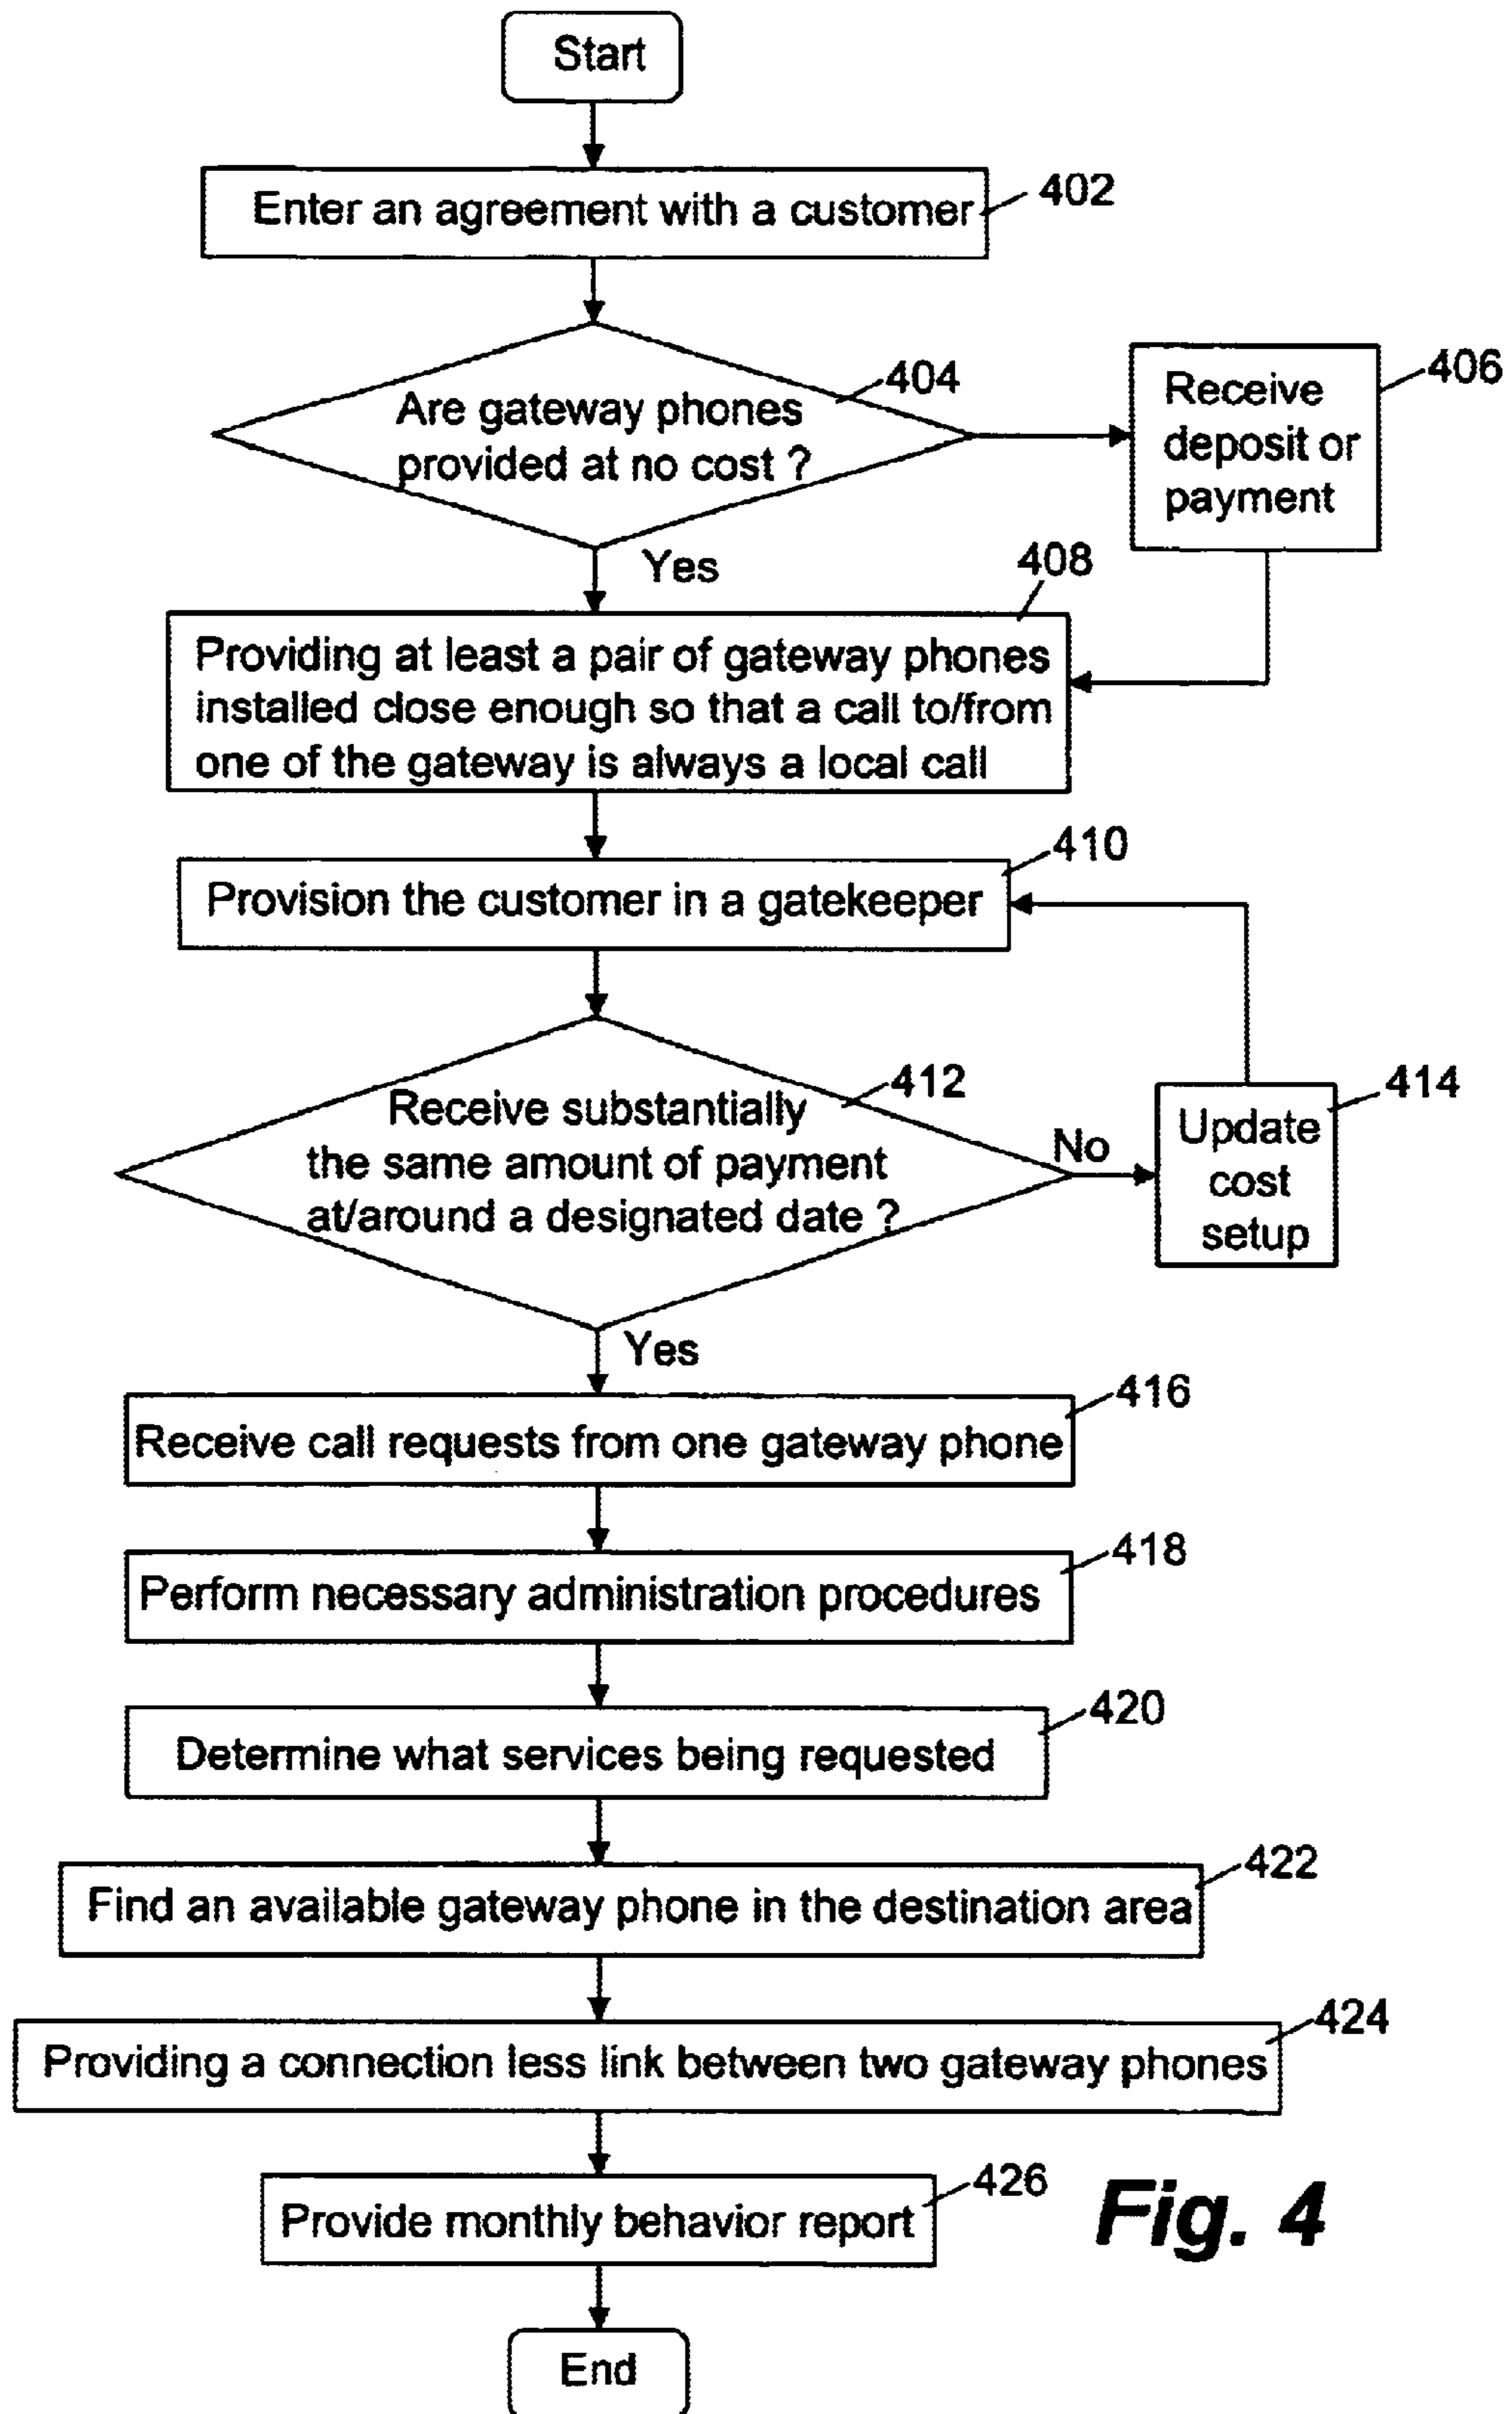 Start
Enter an agreement with a customer
402
404
Are gateway phones
provided at no cost ?
406
Receive
deposit or
payment
Yes
408
Providing at least a pair of gateway phones
installed close enough so that a call to/from
one of the gateway is always a local call
410
Provision the customer in a gatekeeper
412
Receive substantially
the same amount of payment
at/around a designated date ?
No
414
Update
cost
setup
Yes
416
Receive call requests from one gateway phone
418
Perform necessary administration procedures
420
Determine what services being requested
422
Find an available gateway phone in the destination area
424
Providing a connection less link between two gateway phones
426
Provide monthly behavior report
Fig. 4
End